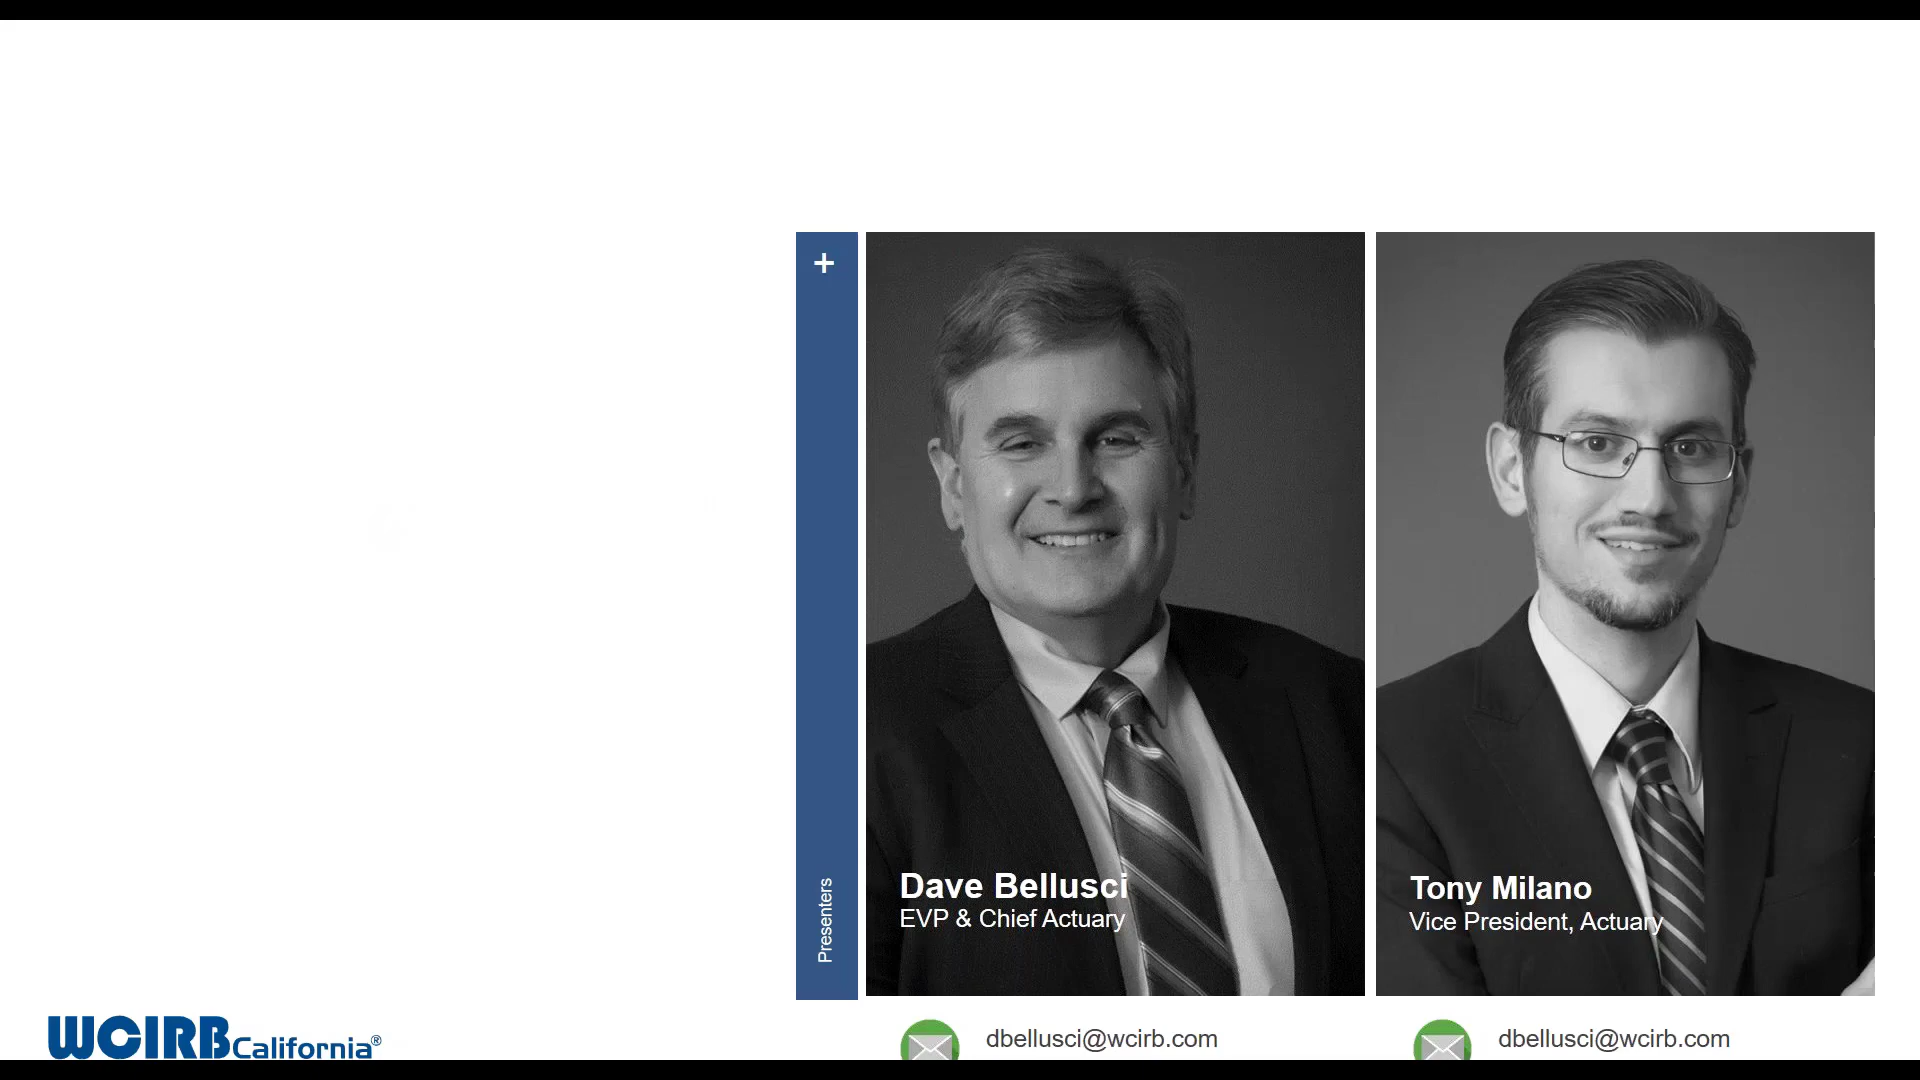 +
Presenters
Dave Bellusci
EVP & Chief Actuary
Tony Milano
Vice President, Actuary
WCIRB California®
dbellusci@wcirb.com
dbellusci@wcirb.com